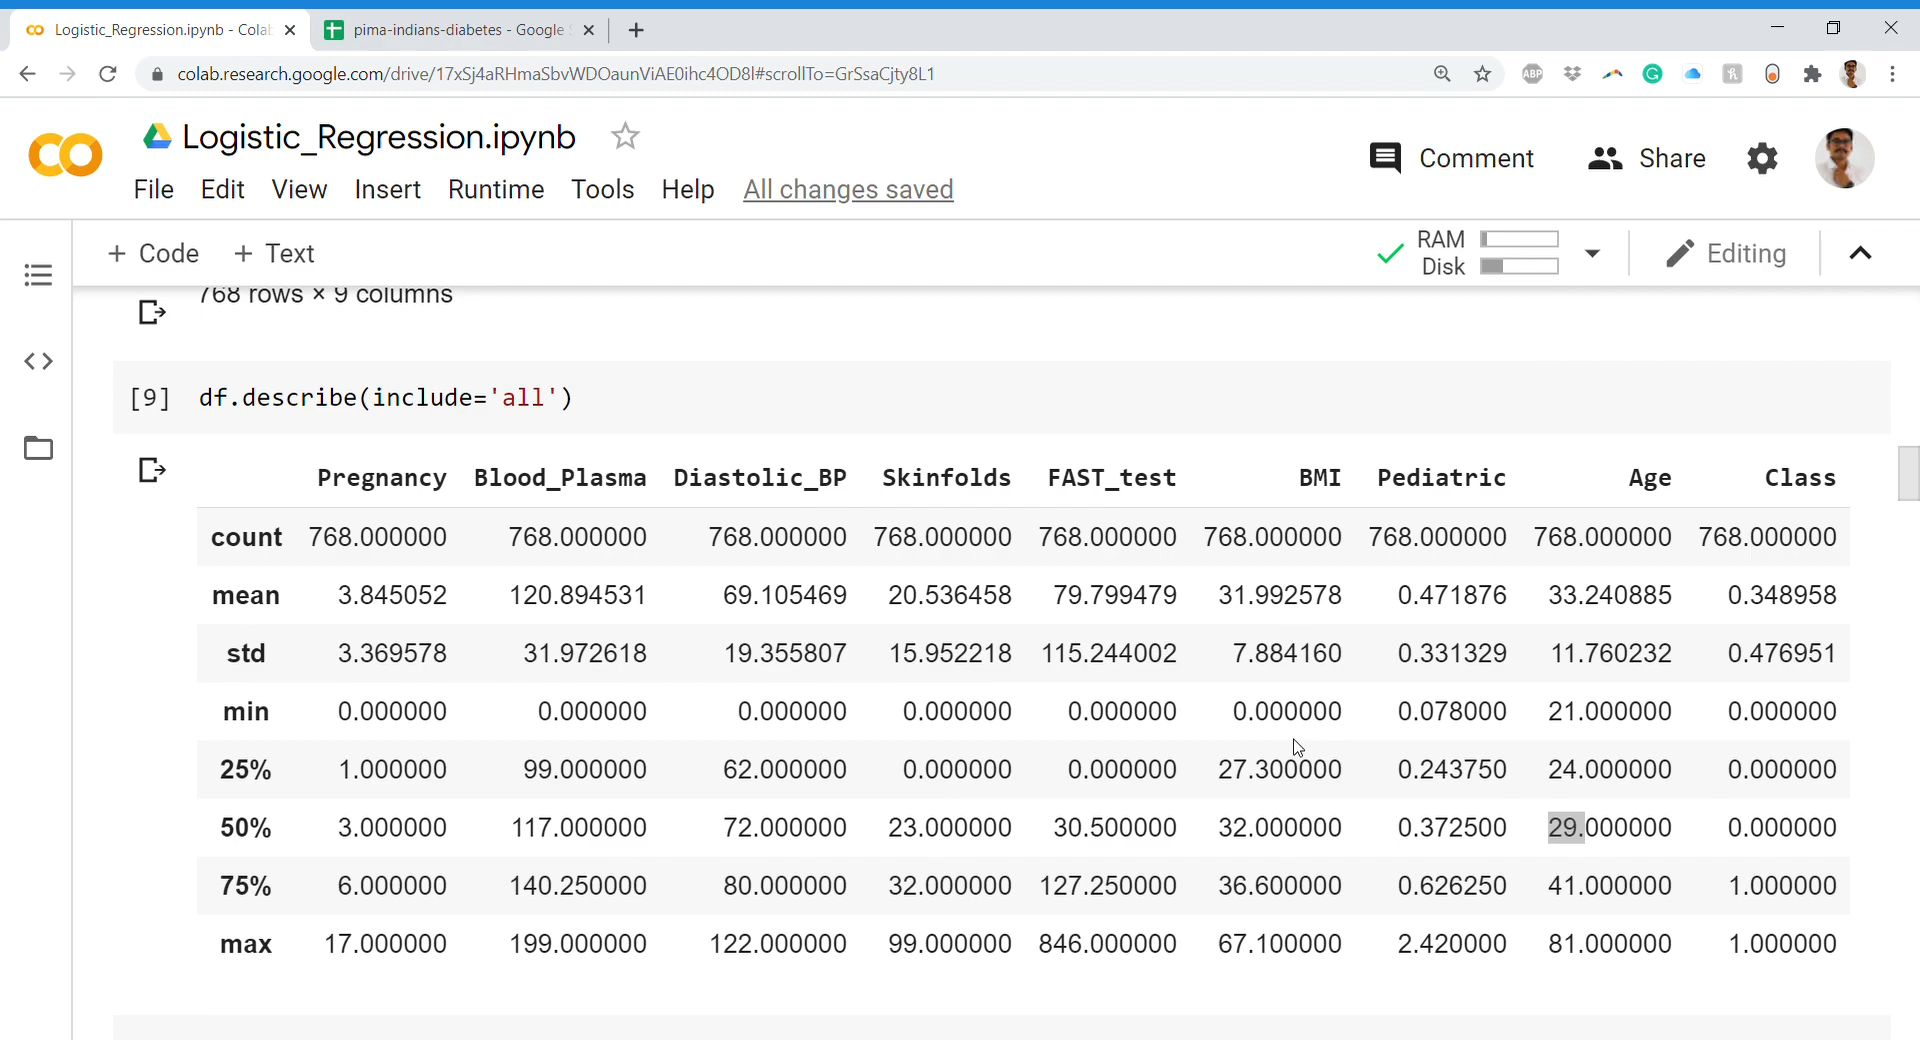 Logistic_Regression.ipynb - Cola
pima-indians-diabetes - Google
colab.research.google.com/drive/17xSj4aRHmaSbvWDOaunViAE0ihc4OD8l#scrollTo=GrSsaCjty8L1
ABP
Logistic_Regression.ipynb
Comment
Share
File Edit View Insert Runtime Tools Help All changes saved
+ Code + Text
RAM
Disk
Editing
768 rows × 9 columns
[9] df.describe(include='all')
Pregnancy Blood_Plasma Diastolic_BP Skinfolds FAST_test BMI Pediatric Age Class
count 768.000000 768.000000 768.000000 768.000000 768.000000 768.000000 768.000000 768.000000 768.000000
mean 3.845052 120.894531 69.105469 20.536458 79.799479 31.992578 0.471876 33.240885 0.348958
std 3.369578 31.972618 19.355807 15.952218 115.244002 7.884160 0.331329 11.760232 0.476951
min 0.000000 0.000000 0.000000 0.000000 0.000000 0.000000 0.078000 21.000000 0.000000
25% 1.000000 99.000000 62.000000 0.000000 0.000000 27.300000 0.243750 24.000000 0.000000
50% 3.000000 117.000000 72.000000 23.000000 30.500000 32.000000 0.372500 29.000000 0.000000
75% 6.000000 140.250000 80.000000 32.000000 127.250000 36.600000 0.626250 41.000000 1.000000
max 17.000000 199.000000 122.000000 99.000000 846.000000 67.100000 2.420000 81.000000 1.000000